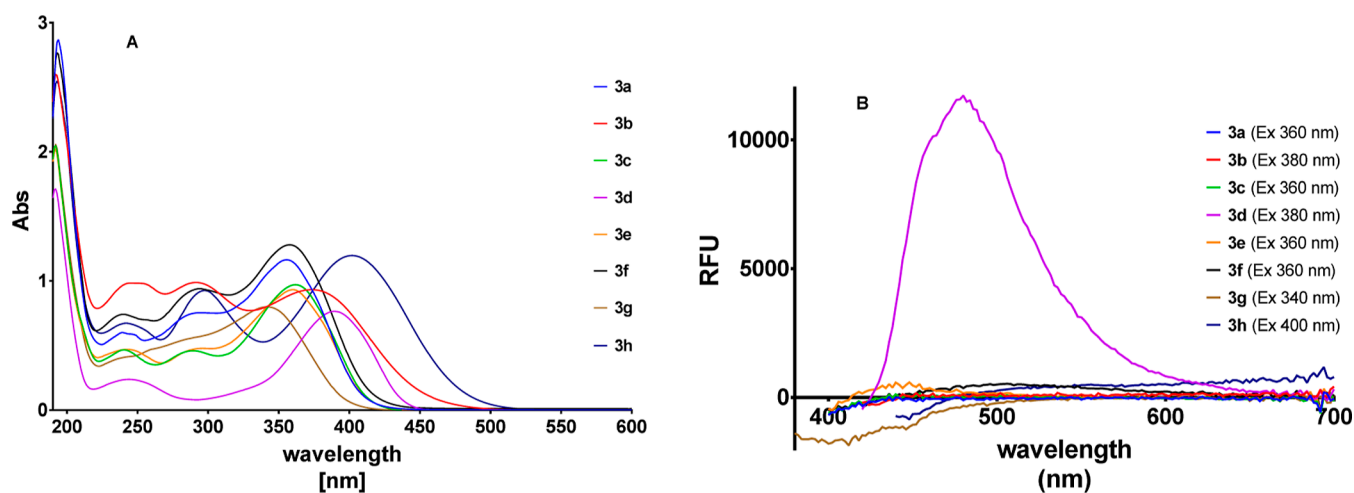 A
3
2
1
0
Abs
200 250 300 350 400 450 500 550 600
wavelength
[nm]
3a
3b
3c
3d
3e
3f
3g
3h
B
10000
5000
0
RFU
400 500 600 700
wavelength
(nm)
3a (Ex 360 nm)
3b (Ex 380 nm)
3c (Ex 360 nm)
3d (Ex 380 nm)
3e (Ex 360 nm)
3f (Ex 360 nm)
3g (Ex 340 nm)
3h (Ex 400 nm)